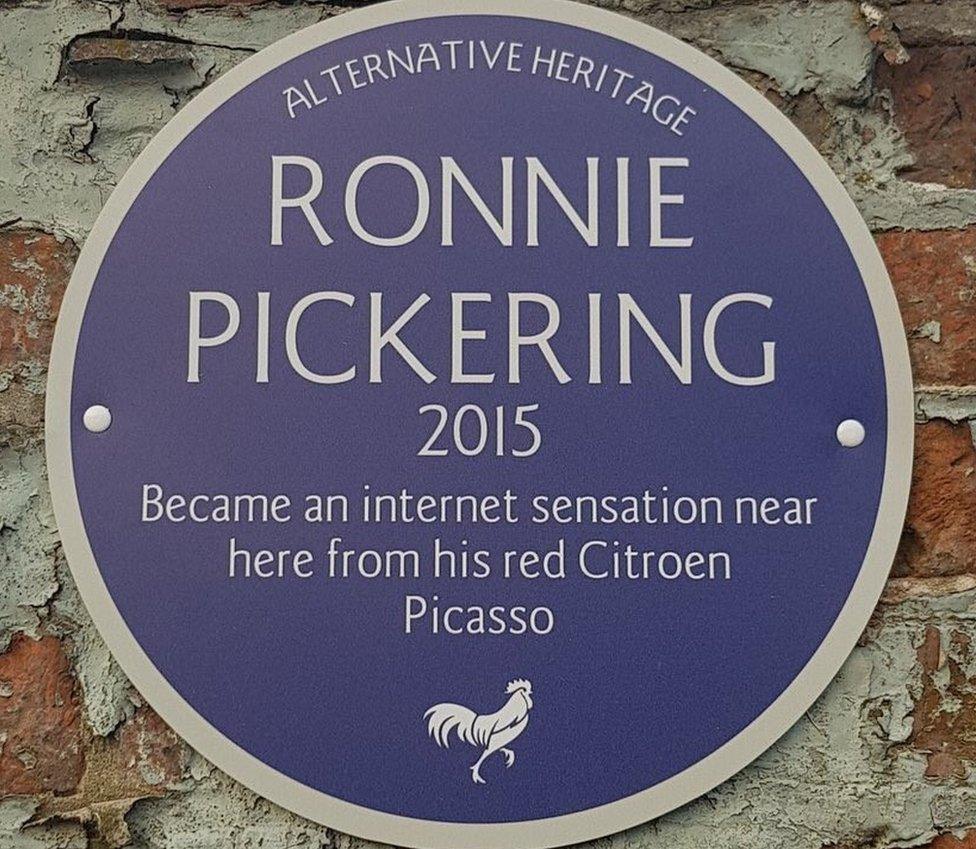 ALTERNATIVE HERITAGE
RONNIE
PICKERING
2015
Became an internet sensation near
here from his red Citroen
Picasso